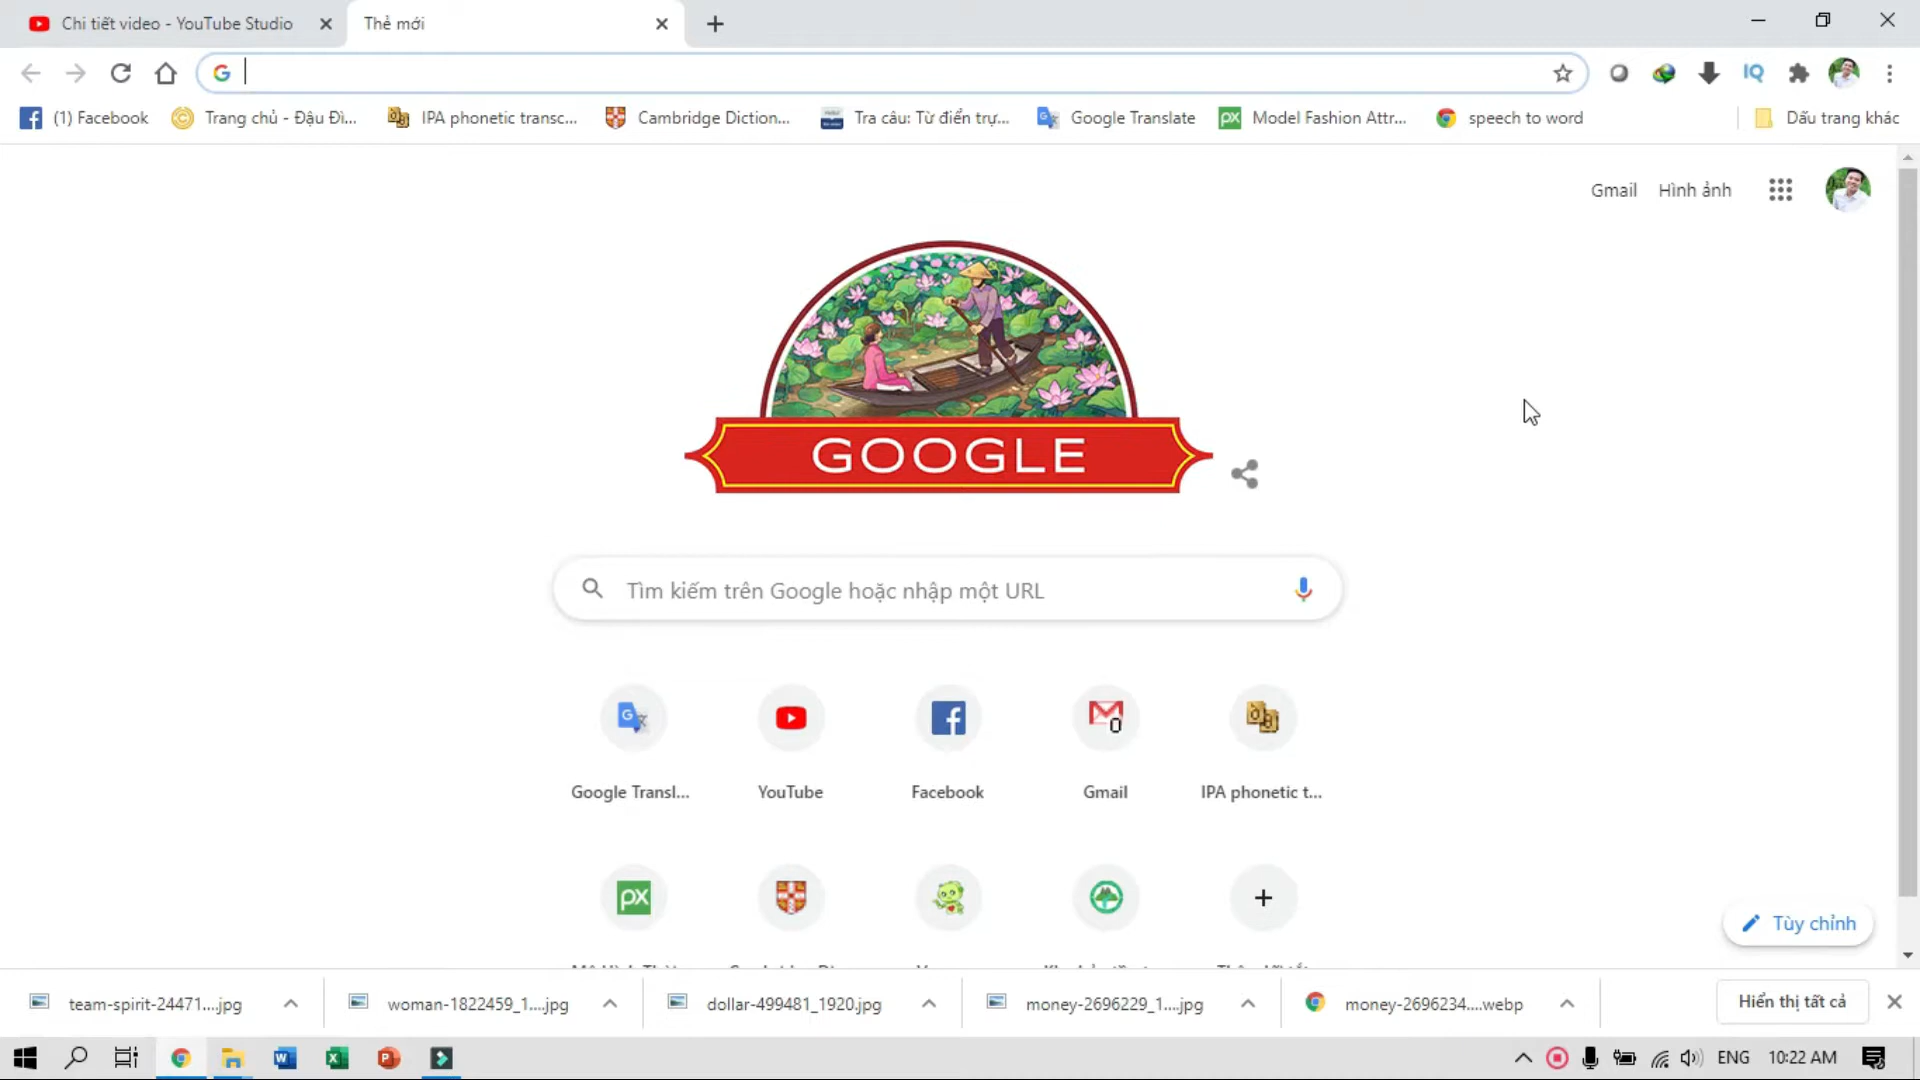 Chi tiết video - YouTube Studio
Thẻ mới
(1) Facebook
Trang chủ - Đậu Đì...
IPA phonetic transc...
Cambridge Diction...
Tra câu: Từ điển trự...
Google Translate
Model Fashion Attr...
speech to word
Dấu trang khác
Gmail
Hình ảnh
GOOGLE
Tìm kiếm trên Google hoặc nhập một URL
Google Transl...
YouTube
Facebook
Gmail
IPA phonetic t...
Tùy chỉnh
team-spirit-24471....jpg
woman-1822459_1....jpg
dollar-499481_1920.jpg
money-2696229_1....jpg
money-2696234....webp
Hiển thị tất cả
ENG
10:22 AM